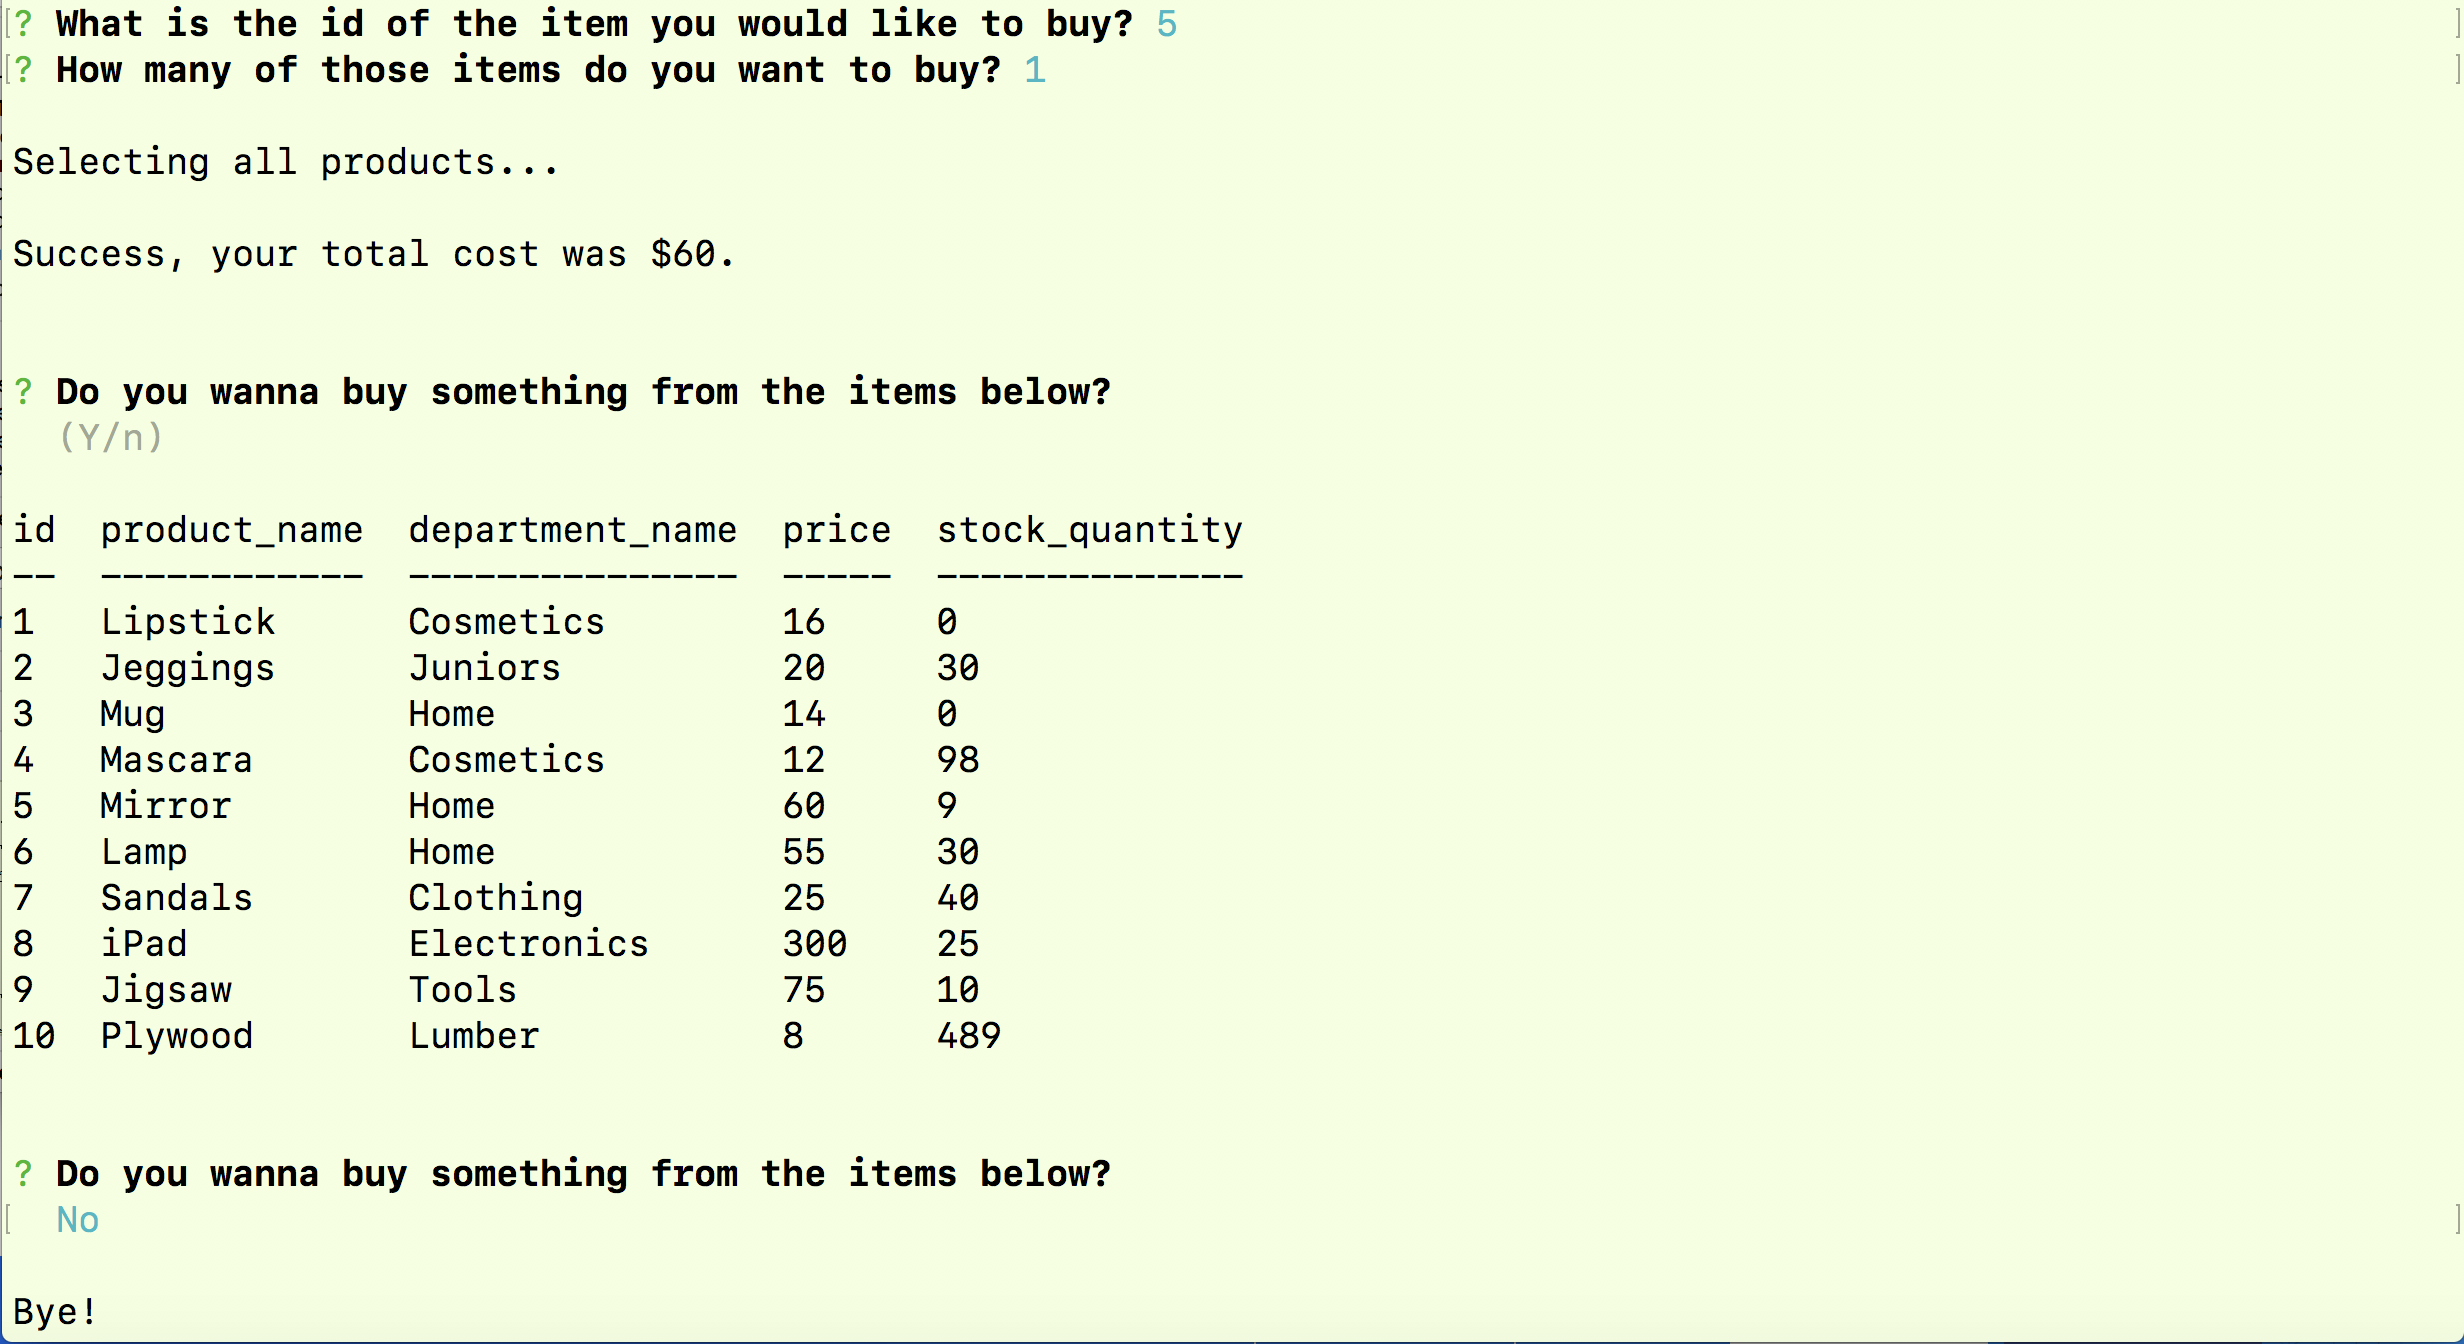 ? What is the id of the item you would like to buy? 5
? How many of those items do you want to buy? 1
Selecting all products...
Success, your total cost was $60.
? Do you wanna buy something from the items below?
(Y/n)
id  product_name  department_name  price  stock_quantity
--  ------------  ---------------  -----  --------------
1   Lipstick      Cosmetics        16     0
2   Jeggings      Juniors          20     30
3   Mug           Home             14     0
4   Mascara       Cosmetics        12     98
5   Mirror        Home             60     9
6   Lamp          Home             55     30
7   Sandals       Clothing         25     40
8   iPad          Electronics      300    25
9   Jigsaw        Tools            75     10
10  Plywood       Lumber           8      489
? Do you wanna buy something from the items below?
No
Bye!